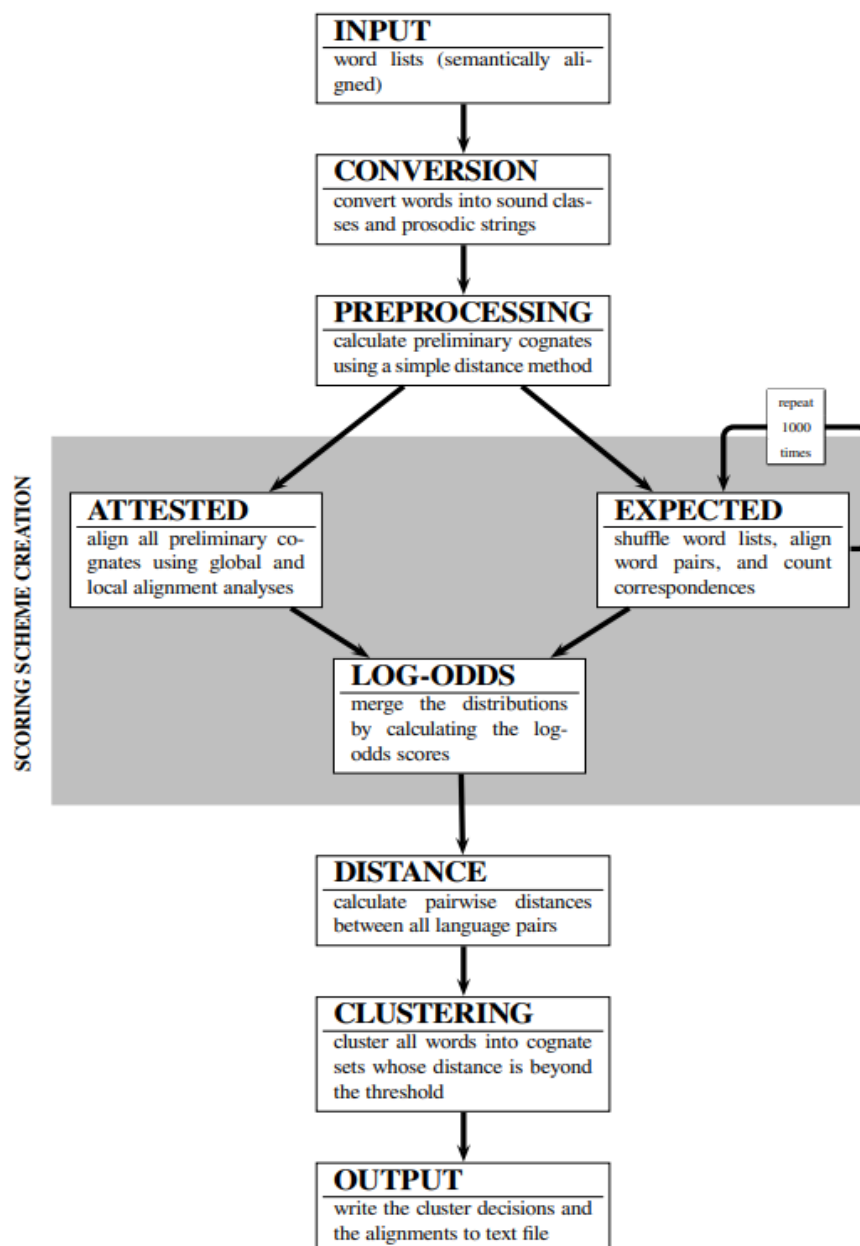 INPUT
word lists (semantically ali-
gned)
CONVERSION
convert words into sound clas-
ses and prosodic strings
PREPROCESSING
calculate preliminary cognates
using a simple distance method
repeat
1000
times
SCORING SCHEME CREATION
ATTESTED
align all preliminary co-
gnates using global and
local alignment analyses
EXPECTED
shuffle word lists, align
word pairs, and count
correspondences
LOG-ODDS
merge the distributions
by calculating the log-
odds scores
DISTANCE
calculate pairwise distances
between all language pairs
CLUSTERING
cluster all words into cognate
sets whose distance is beyond
the threshold
OUTPUT
write the cluster decisions and
the alignments to text file